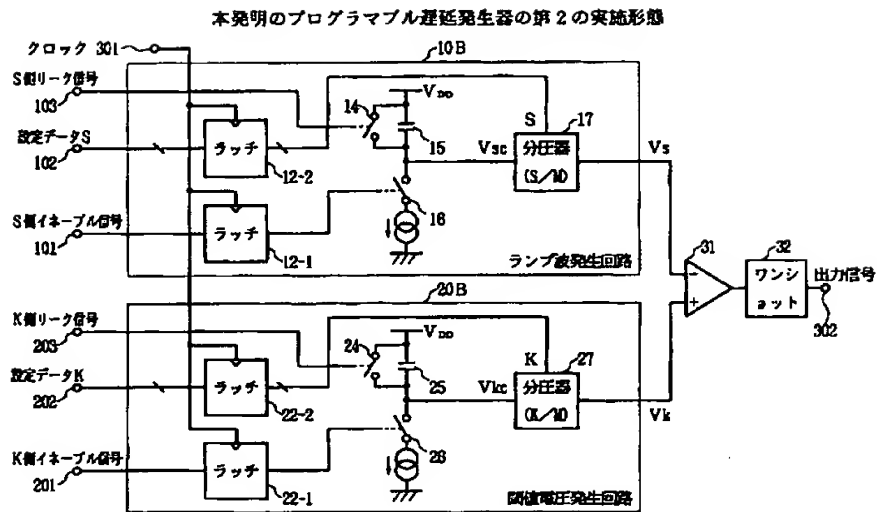 本発明のプログラマブル遅延発生器の第2の実施形態
クロック 301
10B
S側リーク信号
103
14
VDD
15
S
17
設定データS
102
ラッチ
12-2
Vsc
分圧器
(S/M)
Vs
S側イネーブル信号
101
ラッチ
12-1
16
ランプ波発生回路
31
32
ワンシ
ョット
出力信号
302
20B
K側リーク信号
203
24
VDD
25
K
27
設定データK
202
ラッチ
22-2
Vkc
分圧器
(K/M)
Vk
K側イネーブル信号
201
ラッチ
22-1
26
閾値電圧発生回路